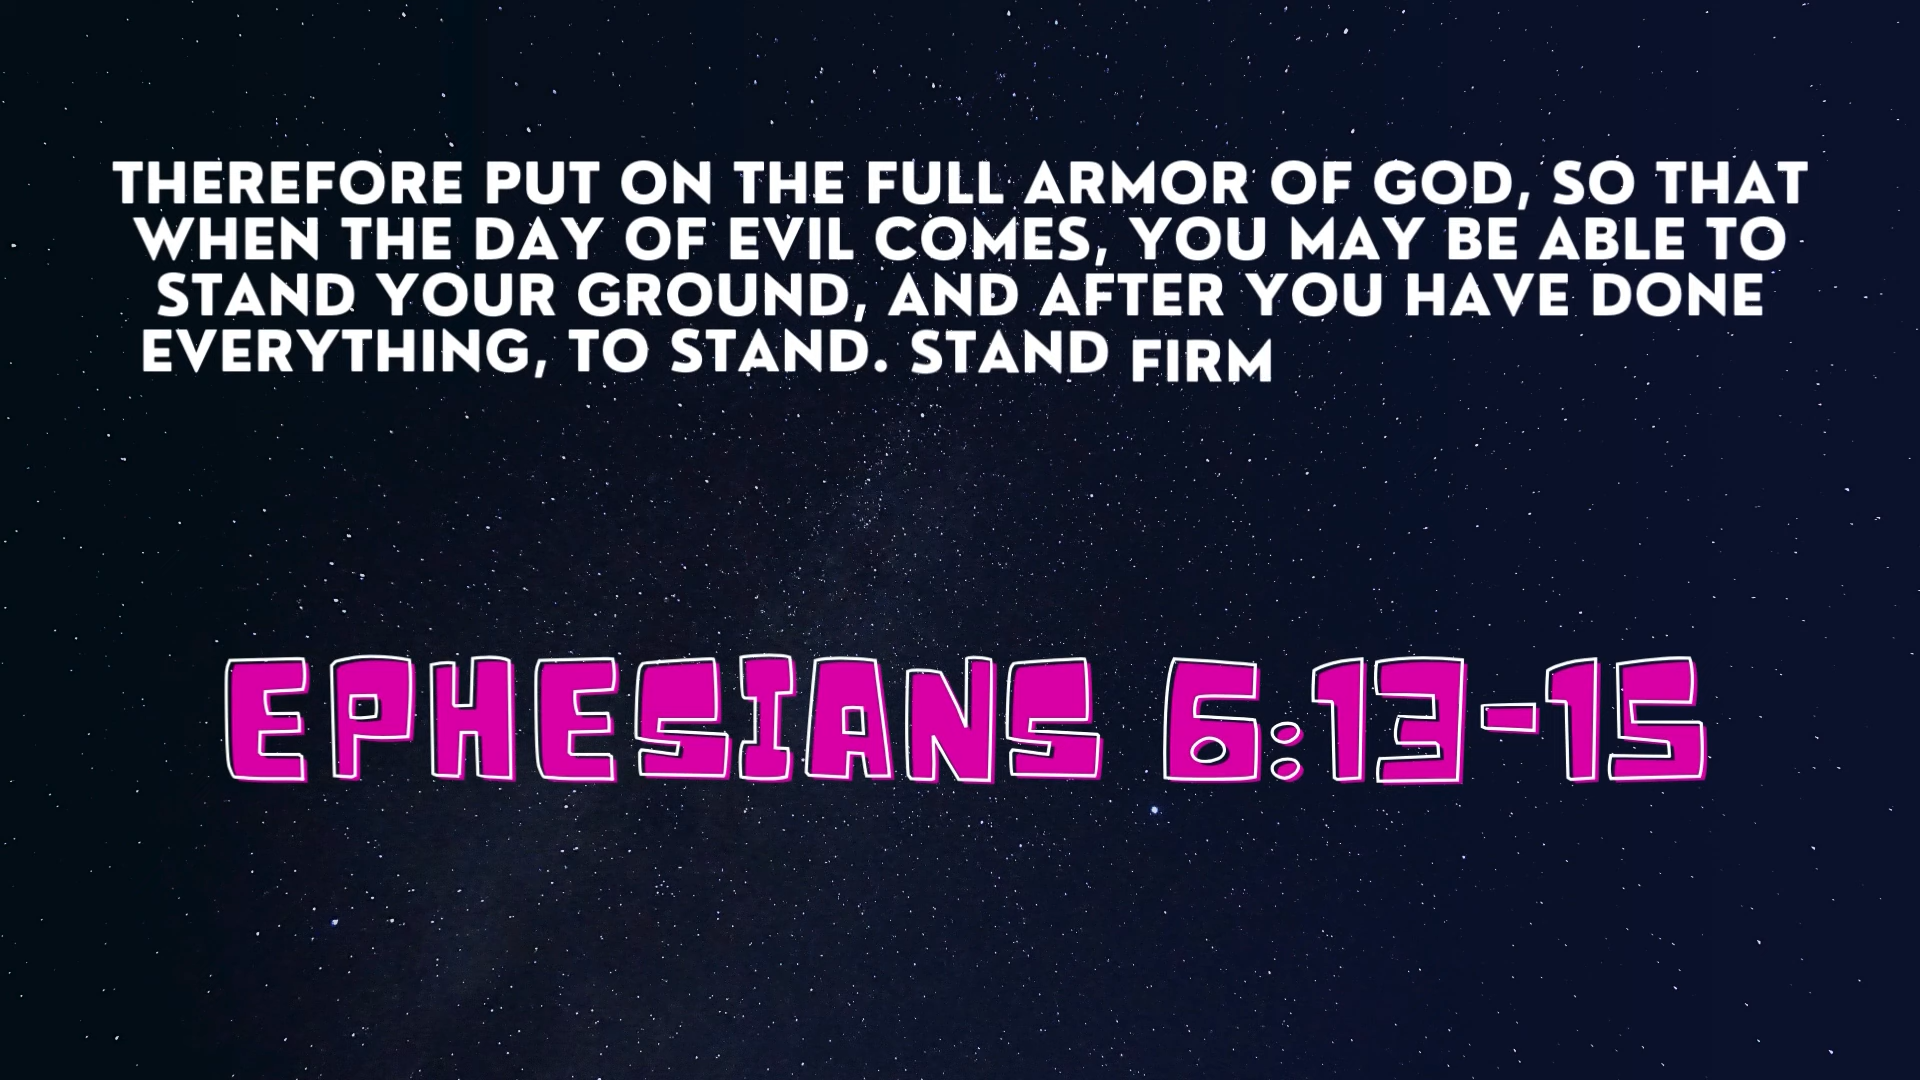 THEREFORE PUT ON THE FULL ARMOR OF GOD, SO THAT
WHEN THE DAY OF EVIL COMES, YOU MAY BE ABLE TO
STAND YOUR GROUND, AND AFTER YOU HAVE DONE
EVERYTHING, TO STAND. STAND FIRM
EPHESIANS 6:13-15